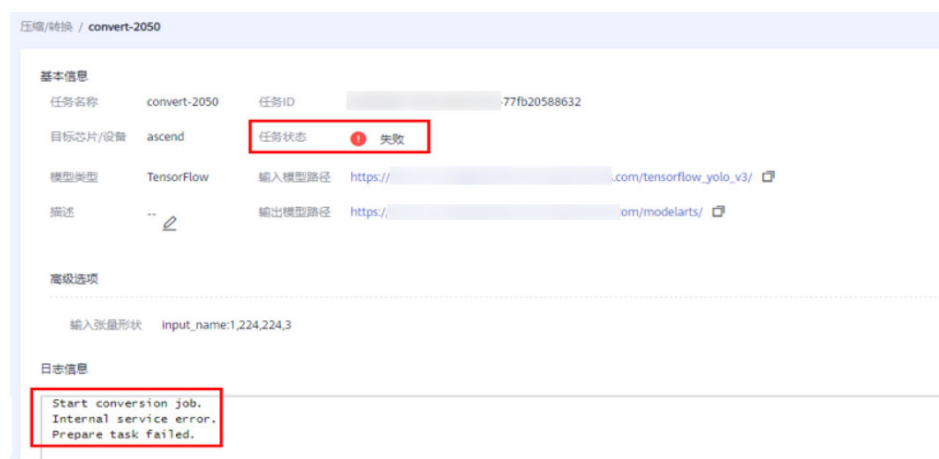 压缩/转换 / convert-2050
基本信息
任务名称 convert-2050 任务ID -77fb20588632
目标芯片/设备 ascend 任务状态 失败
模型类型 TensorFlow 输入模型路径 https:// .com/tensorflow_yolo_v3/
描述 -- 输出模型路径 https:/, om/modelarts/
高级选项
输入张量形状 input_name:1,224,224,3
日志信息
Start conversion job.
Internal service error.
Prepare task failed.